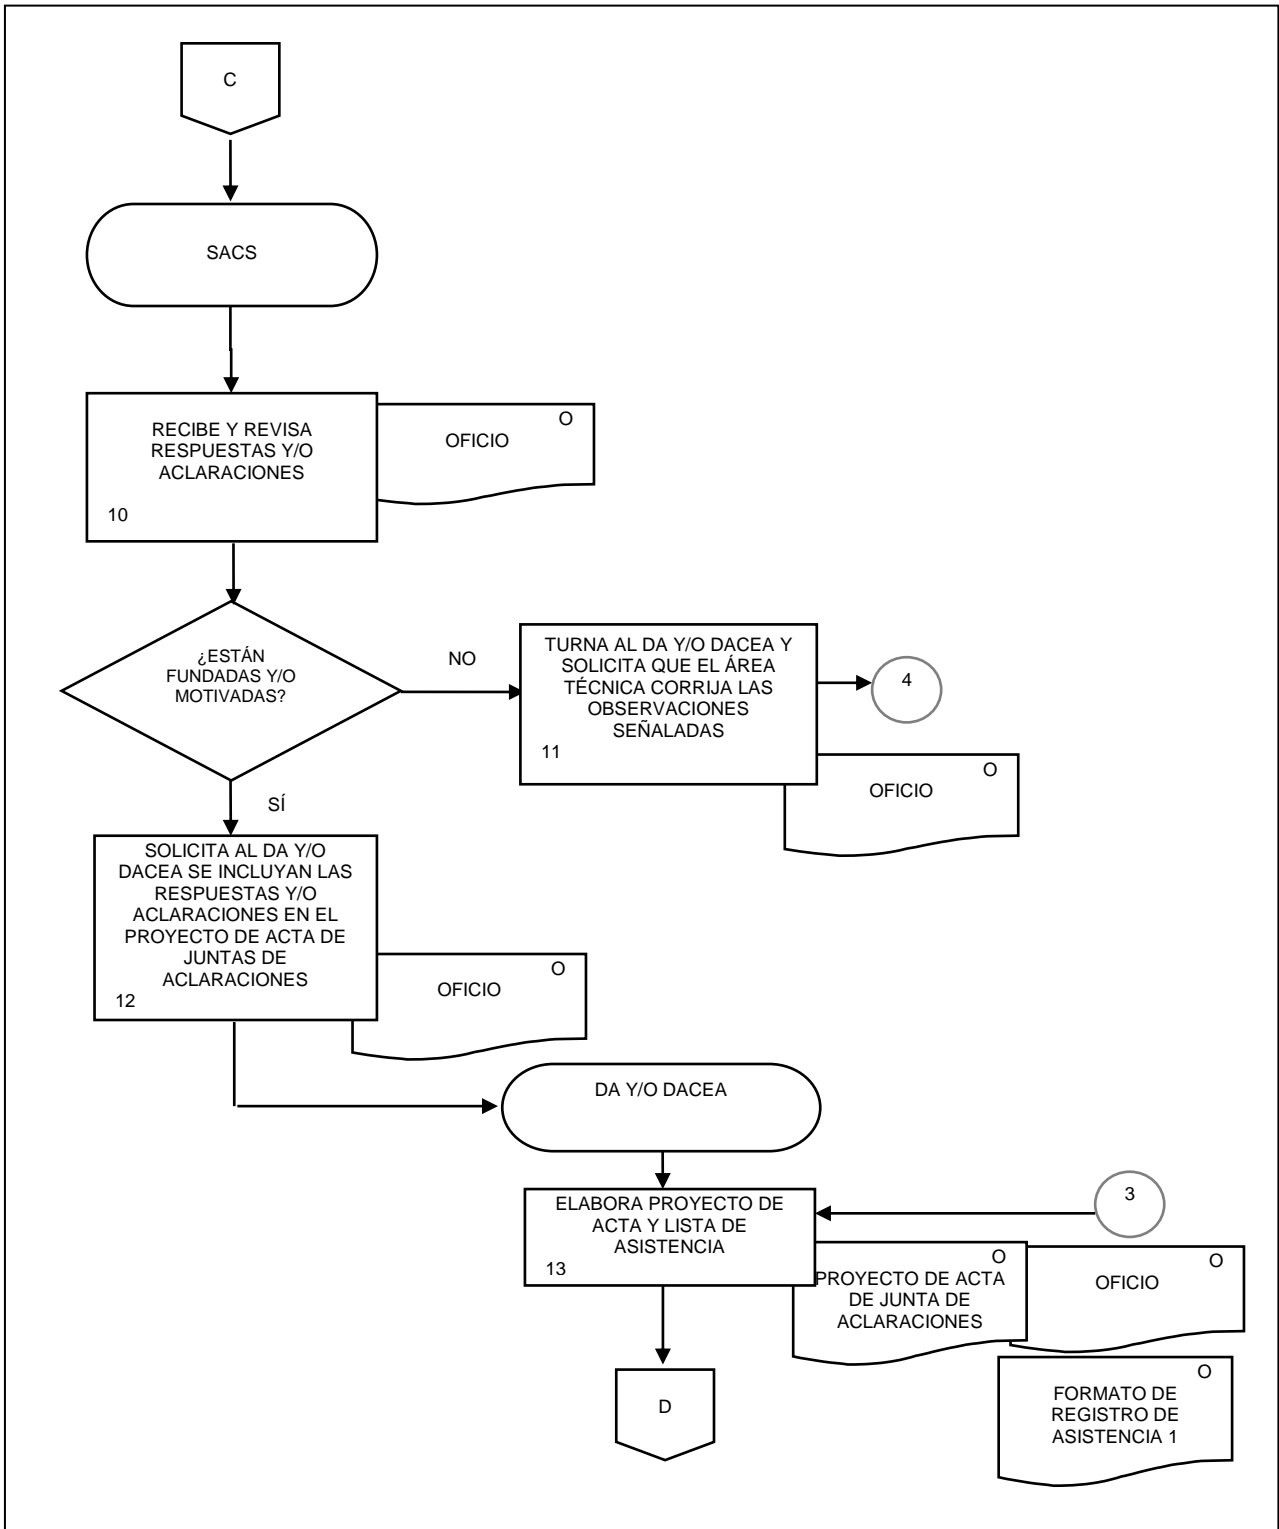 C
SACS
RECIBE Y REVISA
RESPUESTAS Y/O
ACLARACIONES
10
O
OFICIO
¿ESTÁN
FUNDADAS Y/O
MOTIVADAS?
NO
TURNA AL DA Y/O DACEA Y
SOLICITA QUE EL ÁREA
TÉCNICA CORRIJA LAS
OBSERVACIONES
SEÑALADAS
11
4
O
OFICIO
SÍ
SOLICITA AL DA Y/O
DACEA SE INCLUYAN LAS
RESPUESTAS Y/O
ACLARACIONES EN EL
PROYECTO DE ACTA DE
JUNTAS DE
ACLARACIONES
12
O
OFICIO
DA Y/O DACEA
ELABORA PROYECTO DE
ACTA Y LISTA DE
ASISTENCIA
13
3
O
PROYECTO DE ACTA
DE JUNTA DE
ACLARACIONES
O
OFICIO
O
FORMATO DE
REGISTRO DE
ASISTENCIA 1
D